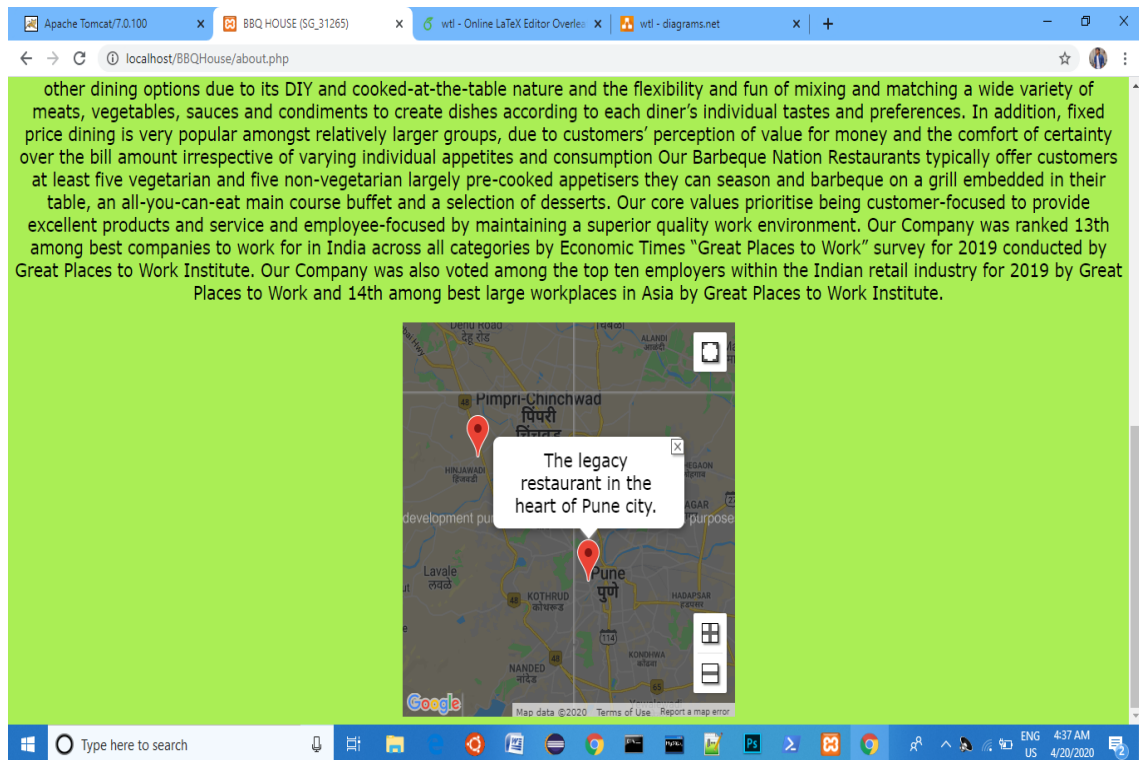 Apache Tomcat/7.0.100
BBQ HOUSE (SG_31265)
wtl - Online LaTeX Editor Overlea
wtl - diagrams.net
localhost/BBQHouse/about.php
other dining options due to its DIY and cooked-at-the-table nature and the flexibility and fun of mixing and matching a wide variety of
meats, vegetables, sauces and condiments to create dishes according to each diner’s individual tastes and preferences. In addition, fixed
price dining is very popular amongst relatively larger groups, due to customers’ perception of value for money and the comfort of certainty
over the bill amount irrespective of varying individual appetites and consumption Our Barbeque Nation Restaurants typically offer customers
at least five vegetarian and five non-vegetarian largely pre-cooked appetisers they can season and barbeque on a grill embedded in their
table, an all-you-can-eat main course buffet and a selection of desserts. Our core values prioritise being customer-focused to provide
excellent products and service and employee-focused by maintaining a superior quality work environment. Our Company was ranked 13th
among best companies to work for in India across all categories by Economic Times “Great Places to Work” survey for 2019 conducted by
Great Places to Work Institute. Our Company was also voted among the top ten employers within the Indian retail industry for 2019 by Great
Places to Work and 14th among best large workplaces in Asia by Great Places to Work Institute.
Dehu Road
देहू रोड
ALANDI
आळंदी
Hwy
48
Pimpri-Chinchwad
पिंपरी
चिंचवड
The legacy
restaurant in the
heart of Pune city.
HINJAWADI
हिंजवडी
EGAON
AGAR
development pu
purpose
Lavale
लवळे
Pune
पुणे
48
KOTHRUD
कोथरूड
HADAPSAR
हडपसर
114
48
KONDHWA
कोंढवा
NANDED
नांदेड
65
Google
Map data ©2020
Terms of Use
Report a map error
Type here to search
Ps
ENG
US
4:37 AM
4/20/2020
2